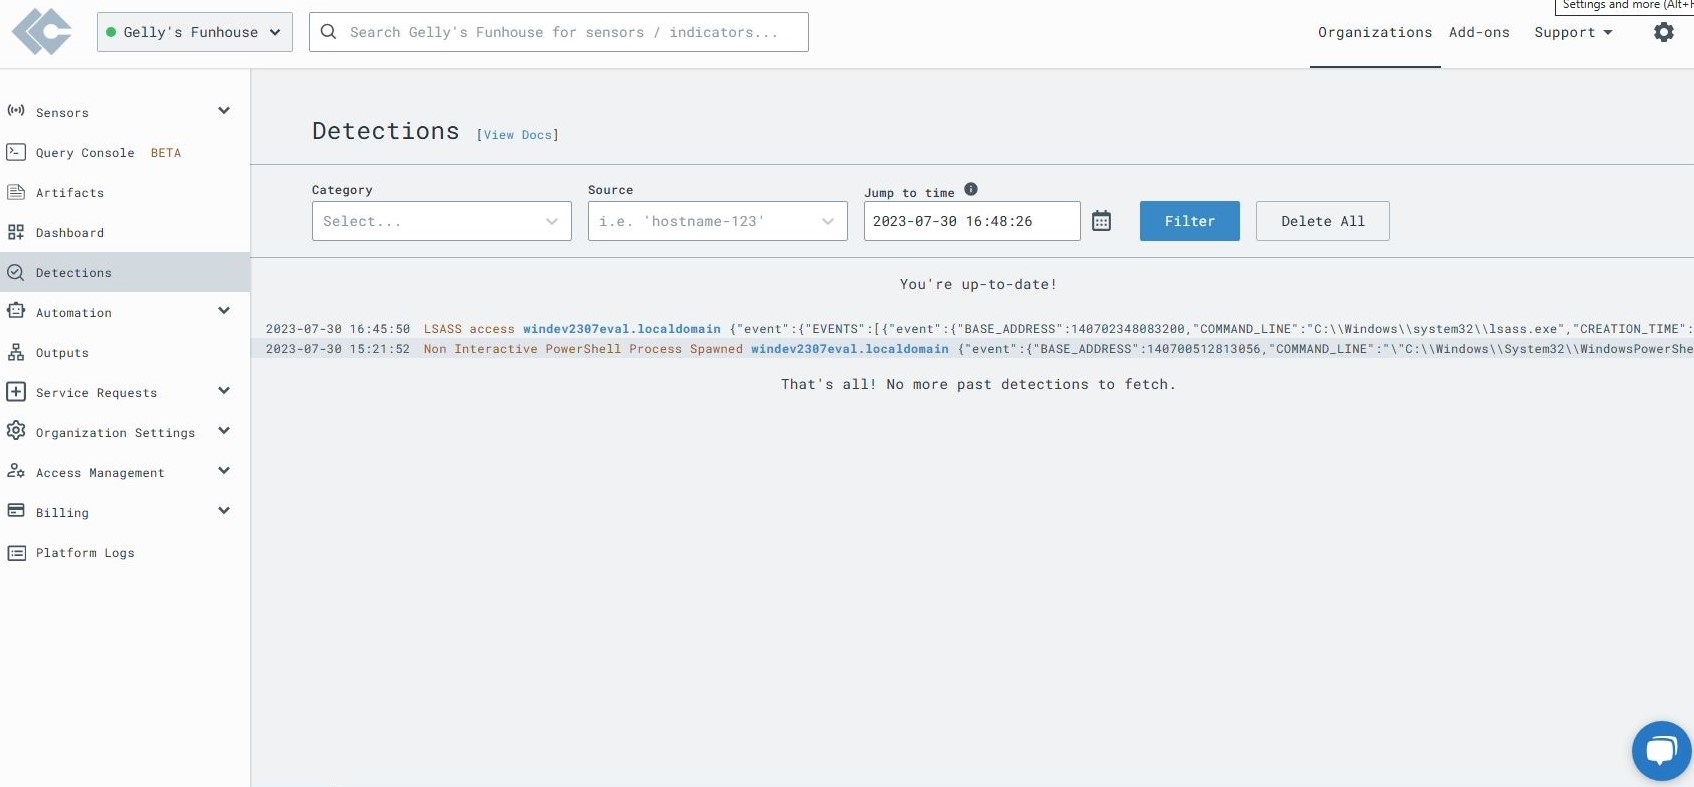 Settings and more (Alt+F
Gelly's Funhouse
Search Gelly's Funhouse for sensors / indicators...
Organizations
Add-ons
Support
Sensors
Query Console BETA
Artifacts
Dashboard
Detections
Automation
Outputs
Service Requests
Organization Settings
Access Management
Billing
Platform Logs
Detections [View Docs]
Category
Source
Jump to time
Select...
i.e. 'hostname-123'
2023-07-30 16:48:26
Filter
Delete All
You're up-to-date!
2023-07-30 16:45:50 LSASS access windev2307eval.localdomain {"event":{"EVENTS":[{"event":{"BASE_ADDRESS":140702348083200,"COMMAND_LINE":"C:\\Windows\\system32\\lsass.exe","CREATION_TIME":
2023-07-30 15:21:52 Non Interactive PowerShell Process Spawned windev2307eval.localdomain {"event":{"BASE_ADDRESS":140700512813056,"COMMAND_LINE":"\"C:\\Windows\\System32\\WindowsPowerShe
That's all! No more past detections to fetch.